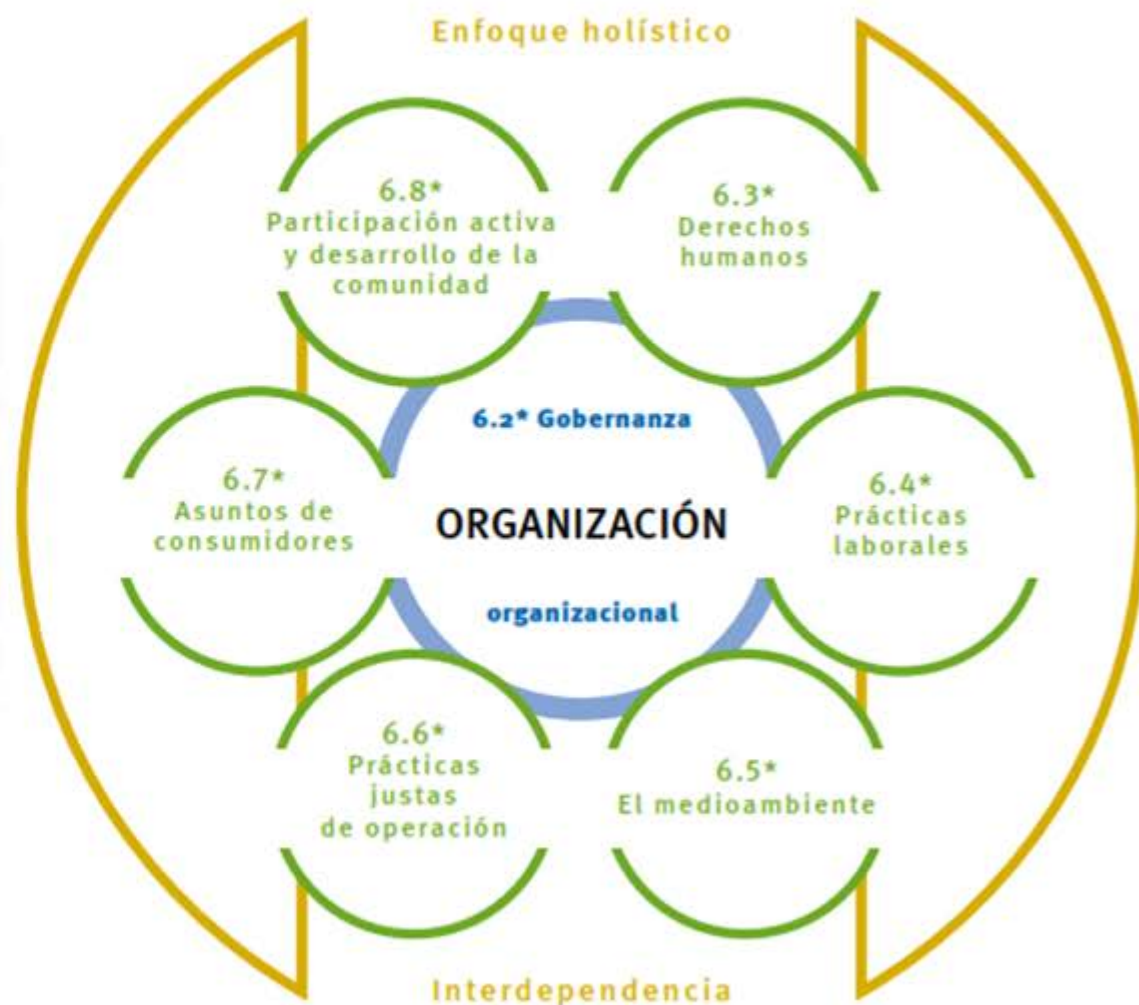 Enfoque holístico
6.8*
Participación activa
y desarrollo de la
comunidad
6.3*
Derechos
humanos
6.2* Gobernanza
6.7*
Asuntos de
consumidores
ORGANIZACIÓN
6.4*
Prácticas
laborales
organizacional
6.6*
Prácticas
justas
de operación
6.5*
El medioambiente
Interdependencia